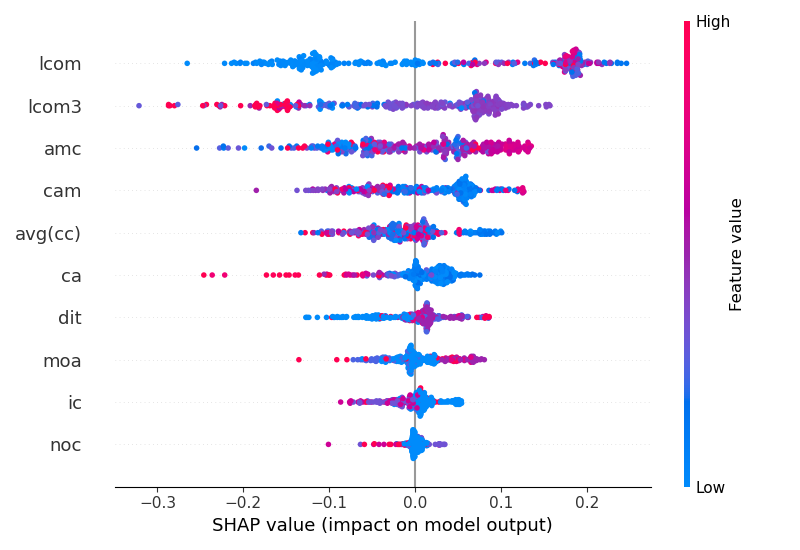 High
lcom
lcom3
amc
cam
avg(cc)
ca
dit
moa
ic
noc
Feature value
Low
−0.3 −0.2 −0.1 0.0 0.1 0.2
SHAP value (impact on model output)